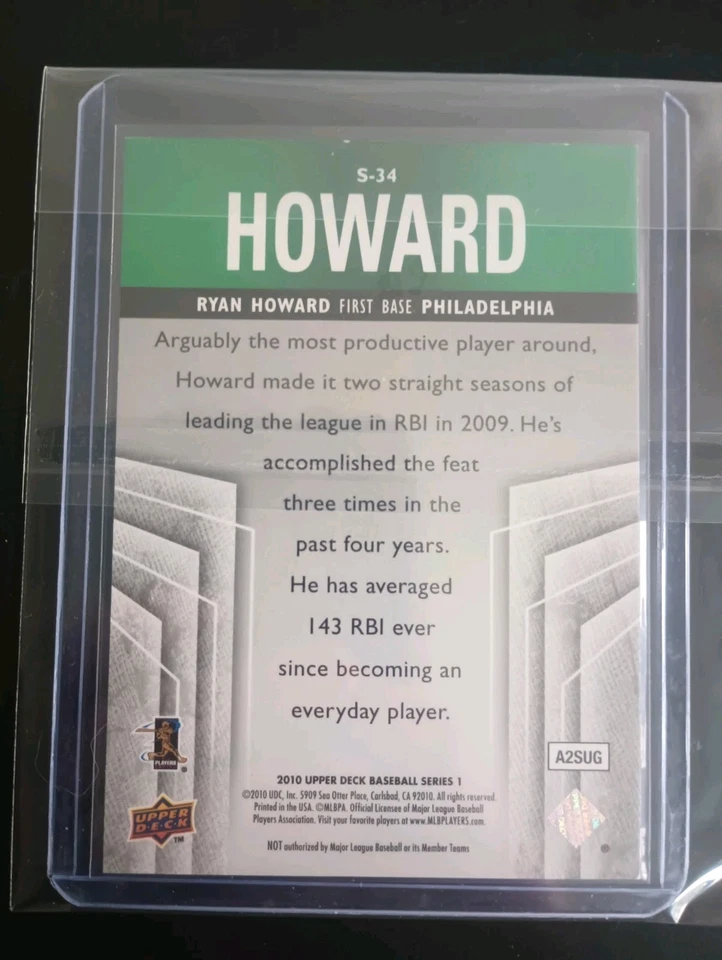 S-34
HOWARD
RYAN HOWARD FIRST BASE PHILADELPHIA
Arguably the most productive player around,
Howard made it two straight seasons of
leading the league in RBI in 2009. He's
accomplished the feat
three times in the
past four years.
He has averaged
143 RBI ever
since becoming an
everyday player.
PLAYERS
A2SUG
2010 UPPER DECK BASEBALL SERIES 1
©2010 UDC, Inc. 5909 Sea Otter Place, Carlsbad, CA 92010. All rights reserved.
Printed in the USA. ©MLBPA. Official Licensee of Major League Baseball
Players Association. Visit your favorite players at www.MLBPLAYERS.com.
UPPER
DECK
TM
NOT authorized by Major League Baseball or its Member Teams